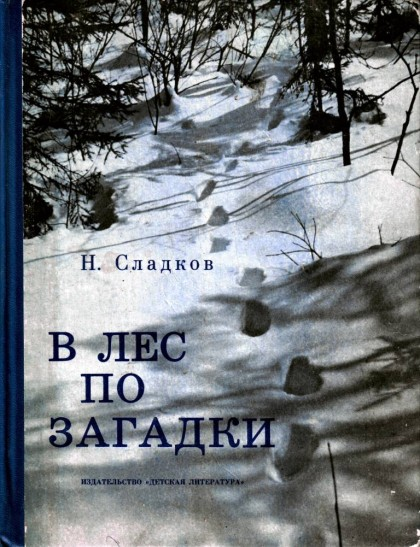 Н. Сладков
В ЛЕС
ПО
ЗАГАДКИ
ИЗДАТЕЛЬСТВО «ДЕТСКАЯ ЛИТЕРАТУРА»